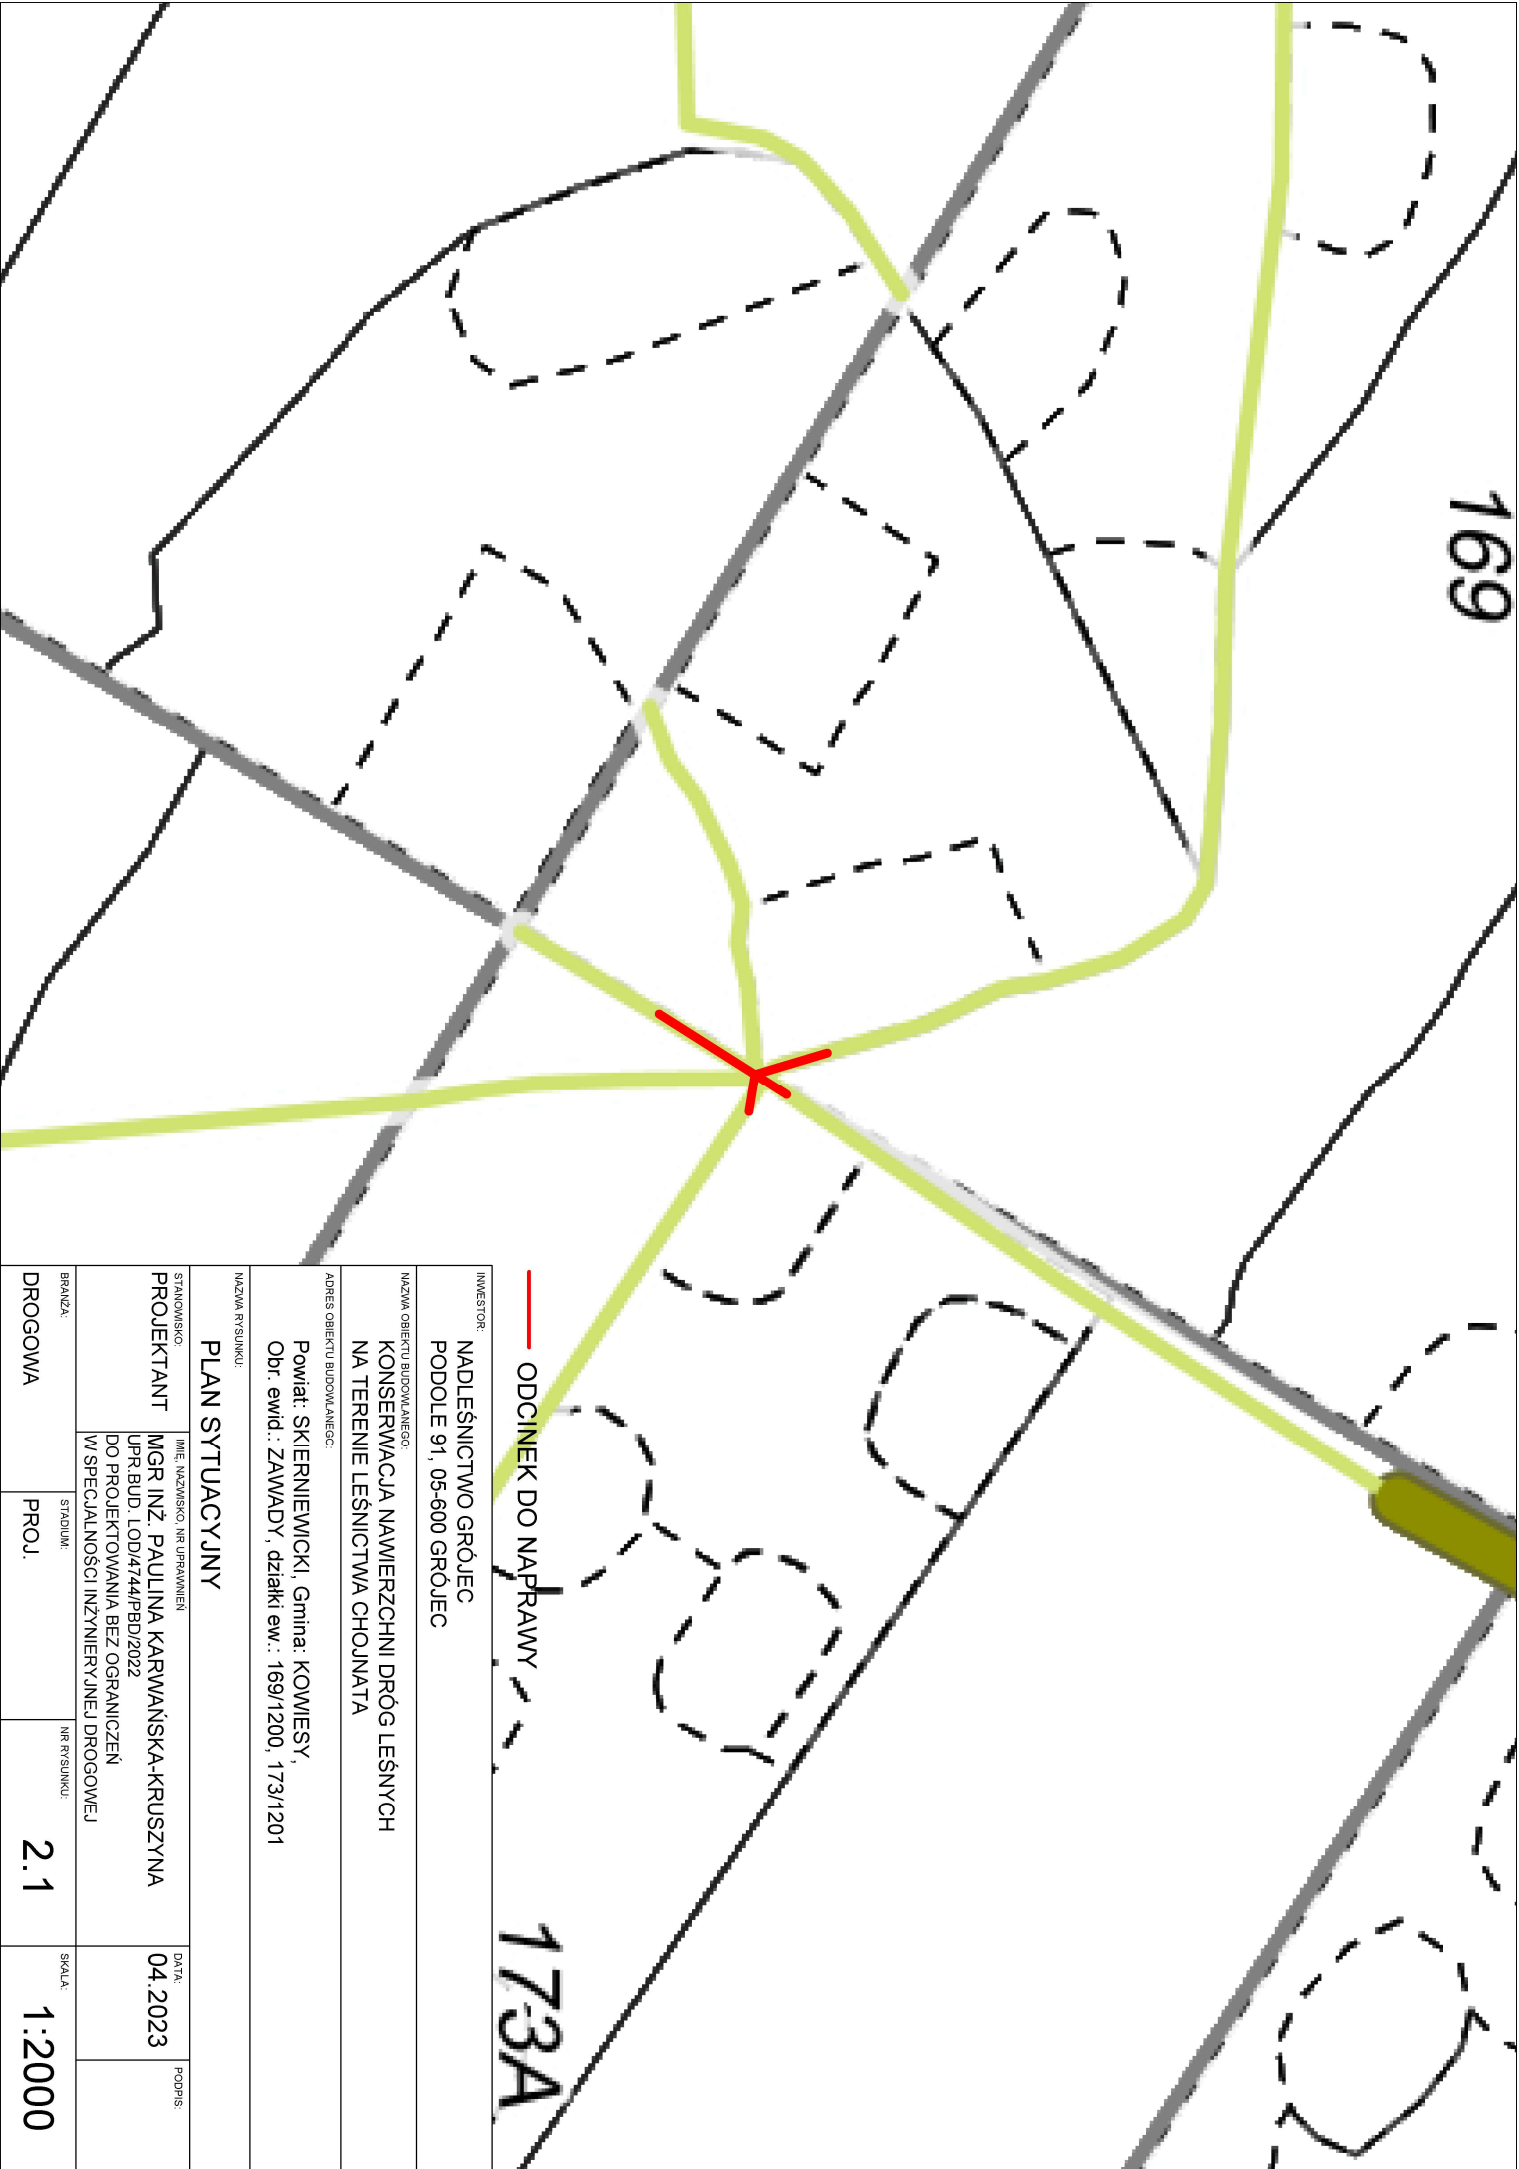 169
173A
ODCINEK DO NAPRAWY
INWESTOR:
NADLEŚNICTWO GRÓJEC
PODOLE 91, 05-600 GRÓJEC
NAZWA OBIEKTU BUDOWLANEGO:
KONSERWACJA NAWIERZCHNI DRÓG LEŚNYCH
NA TERENIE LEŚNICTWA CHOJNATA
ADRES OBIEKTU BUDOWLANEGC:
Powiat: SKIERNIEWICKI, Gmina: KOWIESY,
Obr. ewid.: ZAWADY, działki ew.: 169/1200, 173/1201
NAZWA RYSUNKU:
PLAN SYTUACYJNY
STANOWISKO:
PROJEKTANT
IMIĘ, NAZWISKO, NR UPRAWNIEŃ
MGR INŻ. PAULINA KARWAŃSKA-KRUSZYNA
UPR.BUD. LOD/4744/PBD/2022
DO PROJEKTOWANIA BEZ OGRANICZEŃ
W SPECJALNOŚCI INŻYNIERYJNEJ DROGOWEJ
DATA:
04.2023
PODPIS:
BRANŻA:
DROGOWA
STADIUM:
PROJ.
NR RYSUNKU:
2.1
SKALA:
1:2000